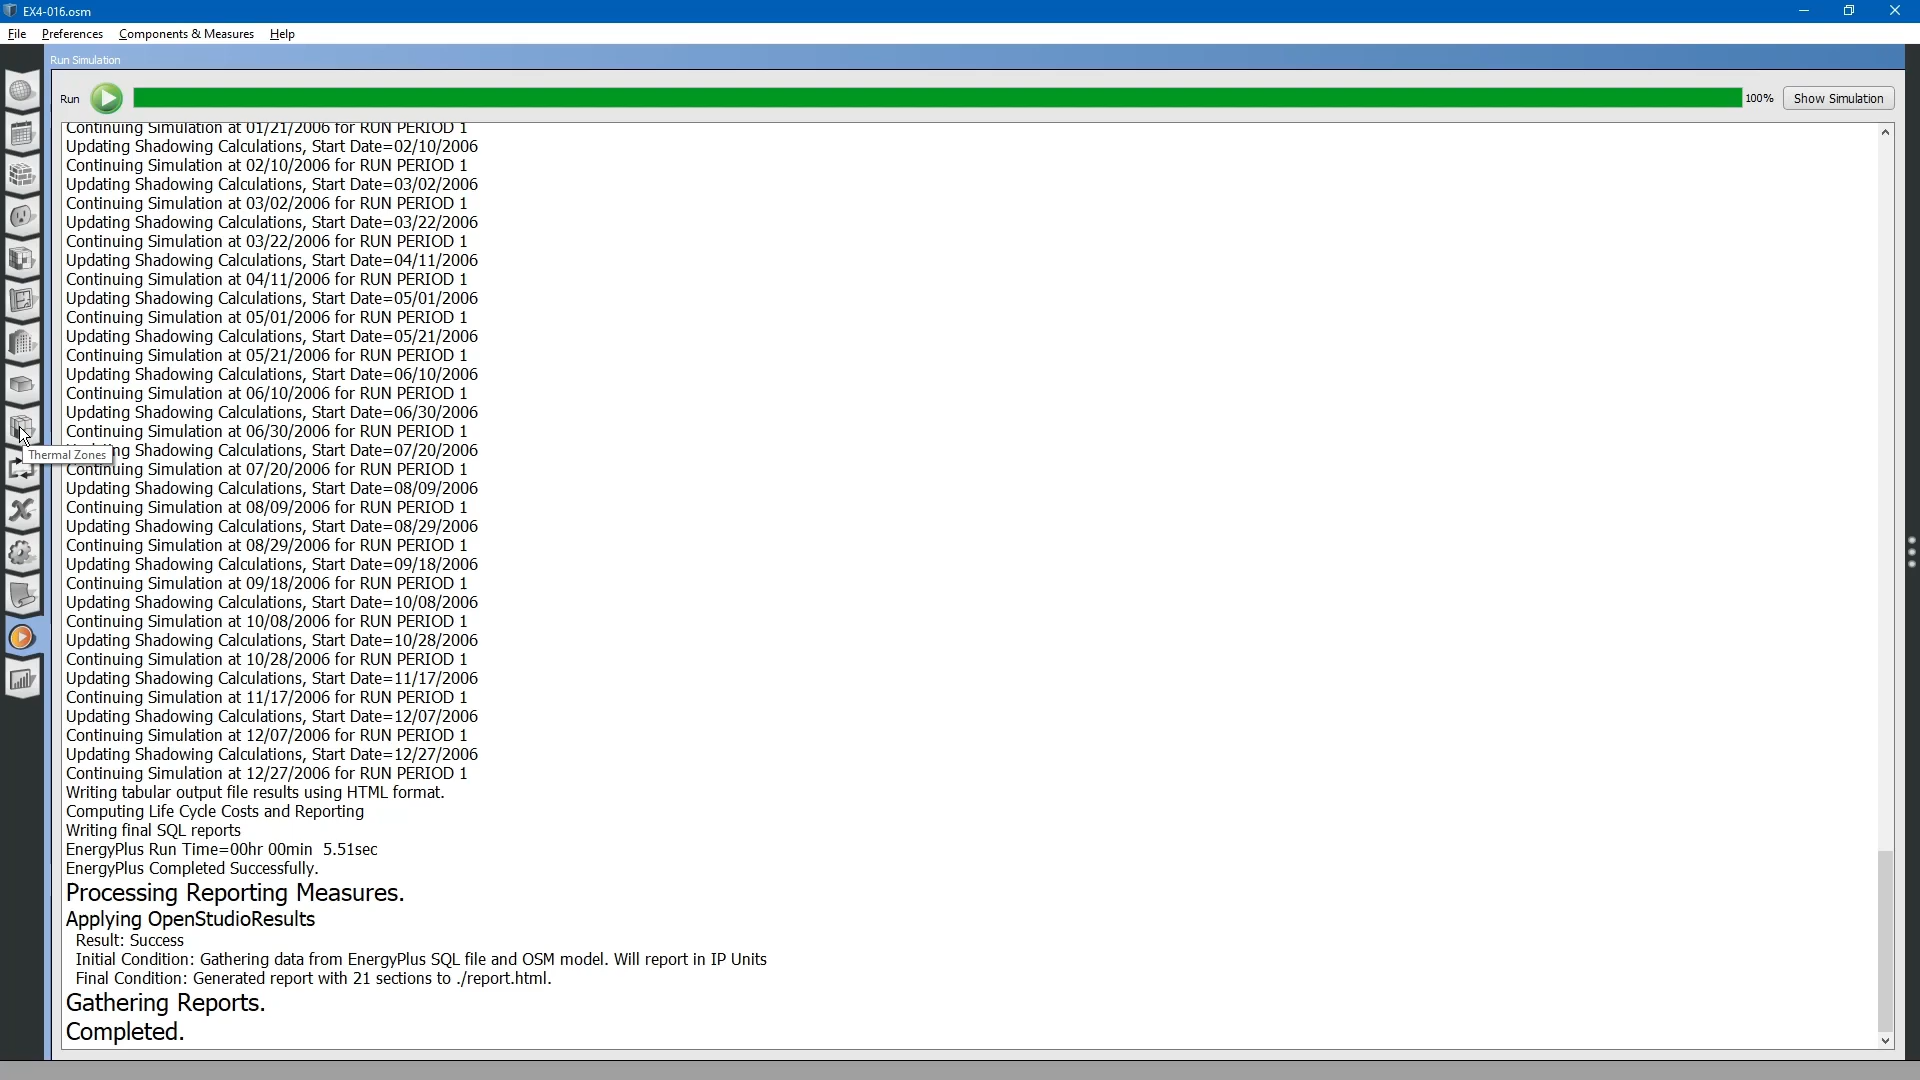 EX4-016.osm
File Preferences Components & Measures Help
Run Simulation
Run 100% Show Simulation
Continuing Simulation at 01/21/2006 for RUN PERIOD 1
Updating Shadowing Calculations, Start Date=02/10/2006
Continuing Simulation at 02/10/2006 for RUN PERIOD 1
Updating Shadowing Calculations, Start Date=03/02/2006
Continuing Simulation at 03/02/2006 for RUN PERIOD 1
Updating Shadowing Calculations, Start Date=03/22/2006
Continuing Simulation at 03/22/2006 for RUN PERIOD 1
Updating Shadowing Calculations, Start Date=04/11/2006
Continuing Simulation at 04/11/2006 for RUN PERIOD 1
Updating Shadowing Calculations, Start Date=05/01/2006
Continuing Simulation at 05/01/2006 for RUN PERIOD 1
Updating Shadowing Calculations, Start Date=05/21/2006
Continuing Simulation at 05/21/2006 for RUN PERIOD 1
Updating Shadowing Calculations, Start Date=06/10/2006
Continuing Simulation at 06/10/2006 for RUN PERIOD 1
Updating Shadowing Calculations, Start Date=06/30/2006
Continuing Simulation at 06/30/2006 for RUN PERIOD 1
Shadowing Calculations, Start Date=07/20/2006
Thermal Zones
Continuing Simulation at 07/20/2006 for RUN PERIOD 1
Updating Shadowing Calculations, Start Date=08/09/2006
Continuing Simulation at 08/09/2006 for RUN PERIOD 1
Updating Shadowing Calculations, Start Date=08/29/2006
Continuing Simulation at 08/29/2006 for RUN PERIOD 1
Updating Shadowing Calculations, Start Date=09/18/2006
Continuing Simulation at 09/18/2006 for RUN PERIOD 1
Updating Shadowing Calculations, Start Date=10/08/2006
Continuing Simulation at 10/08/2006 for RUN PERIOD 1
Updating Shadowing Calculations, Start Date=10/28/2006
Continuing Simulation at 10/28/2006 for RUN PERIOD 1
Updating Shadowing Calculations, Start Date=11/17/2006
Continuing Simulation at 11/17/2006 for RUN PERIOD 1
Updating Shadowing Calculations, Start Date=12/07/2006
Continuing Simulation at 12/07/2006 for RUN PERIOD 1
Updating Shadowing Calculations, Start Date=12/27/2006
Continuing Simulation at 12/27/2006 for RUN PERIOD 1
Writing tabular output file results using HTML format.
Computing Life Cycle Costs and Reporting
Writing final SQL reports
EnergyPlus Run Time=00hr 00min 5.51sec
EnergyPlus Completed Successfully.
Processing Reporting Measures.
Applying OpenStudioResults
Result: Success
Initial Condition: Gathering data from EnergyPlus SQL file and OSM model. Will report in IP Units
Final Condition: Generated report with 21 sections to ./report.html.
Gathering Reports.
Completed.